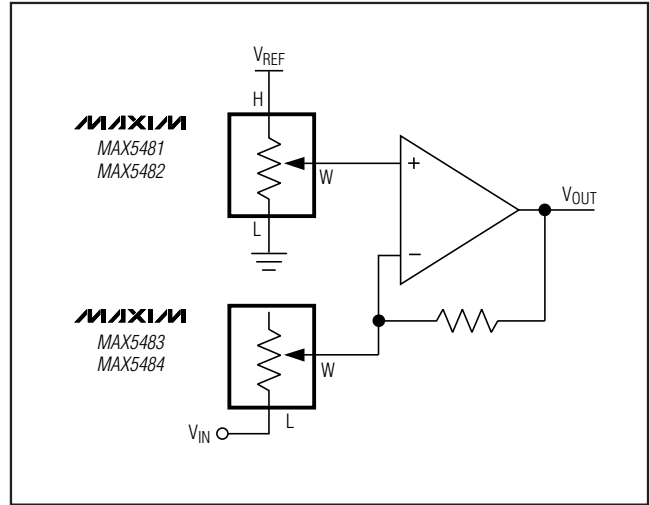 VREF
H
MAXIM
MAX5481
MAX5482
W
L
+
−
VOUT
MAXIM
MAX5483
MAX5484
W
L
VIN